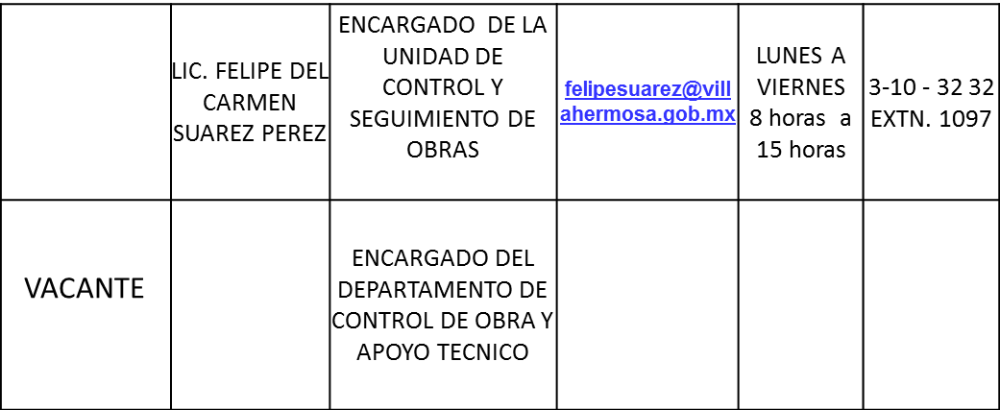 LIC. FELIPE DEL
CARMEN
SUAREZ PEREZ
ENCARGADO DE LA
UNIDAD DE
CONTROL Y
SEGUIMIENTO DE
OBRAS
felipesuarez@vill
ahermosa.gob.mx
LUNES A
VIERNES
8 horas a
15 horas
3-10 - 32 32
EXTN. 1097
VACANTE
ENCARGADO DEL
DEPARTAMENTO DE
CONTROL DE OBRA Y
APOYO TECNICO